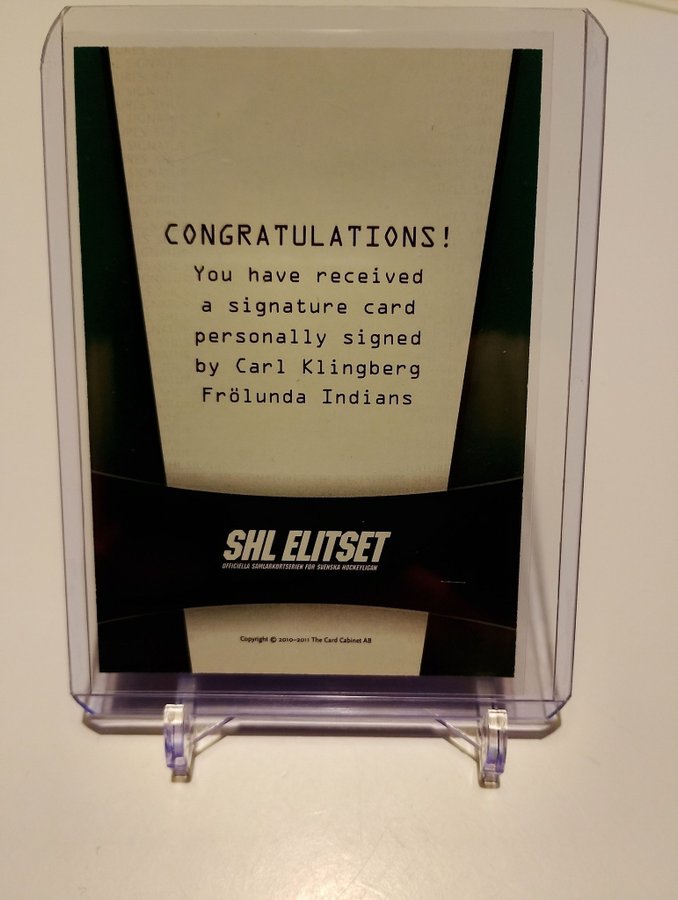 CONGRATULATIONS!
You have received
a signature card
personally signed
by Carl Klingberg
Frölunda Indians
SHL ELITSET
OFFICIELLA SAMLARKORTSERIEN FÖR SVENSKA HOCKEYLIGAN
Copyright © 2010-2011 The Card Cabinet AB